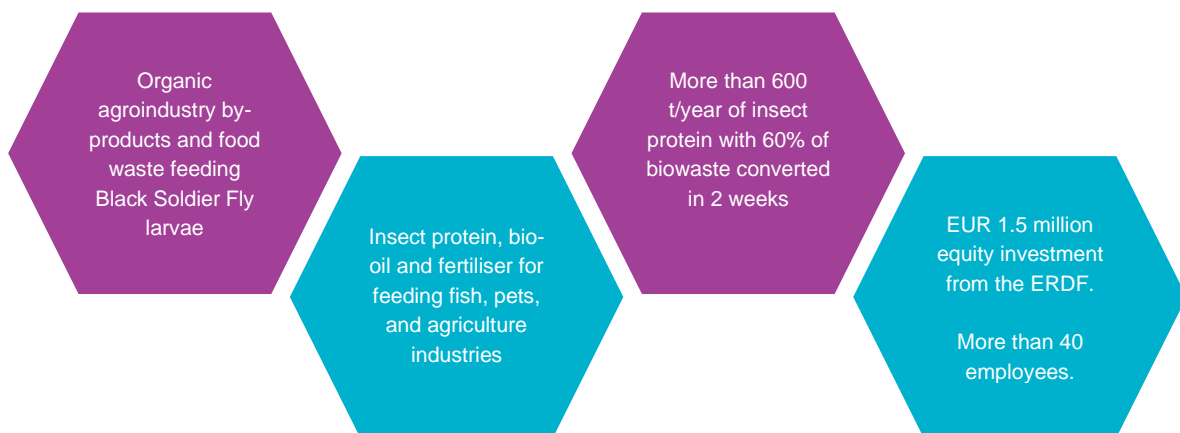 Organic
agroindustry by-
products and food
waste feeding
Black Soldier Fly
larvae
Insect protein, bio-
oil and fertiliser for
feeding fish, pets,
and agriculture
industries
More than 600
t/year of insect
protein with 60% of
biowaste converted
in 2 weeks
EUR 1.5 million
equity investment
from the ERDF.
More than 40
employees.